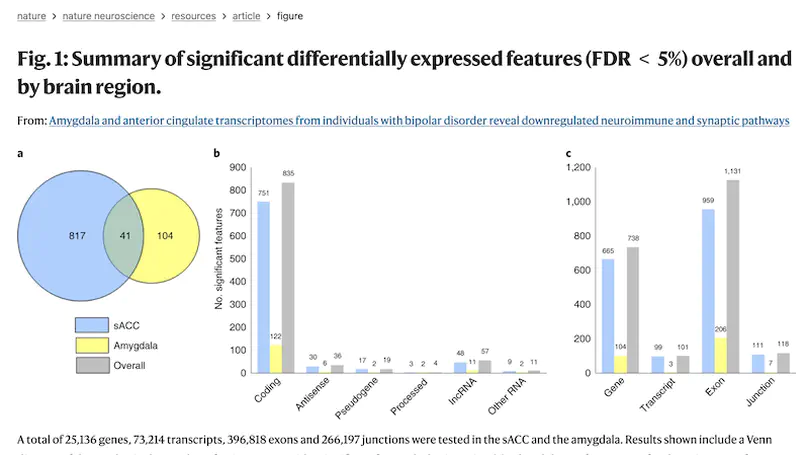 nature > nature neuroscience > resources > article > figure
Fig. 1: Summary of significant differentially expressed features (FDR < 5%) overall and
by brain region.
From: Amygdala and anterior cingulate transcriptomes from individuals with bipolar disorder reveal downregulated neuroimmune and synaptic pathways
a
817
41
104
sACC
Amygdala
Overall
b
No. significant features
900
800
700
600
500
400
300
200
100
0
751
122
835
30
6
36
17
2
19
3
2
4
48
11
57
9
2
11
Coding
Antisense
Pseudogene
Processed
lncRNA
Other RNA
c
1,200
1,000
800
600
400
200
0
665
104
738
99
3
101
959
206
1,131
111
7
118
Gene
Transcript
Exon
Junction
A total of 25,136 genes, 73,214 transcripts, 396,818 exons and 266,197 junctions were tested in the sACC and the amygdala. Results shown include a Venn